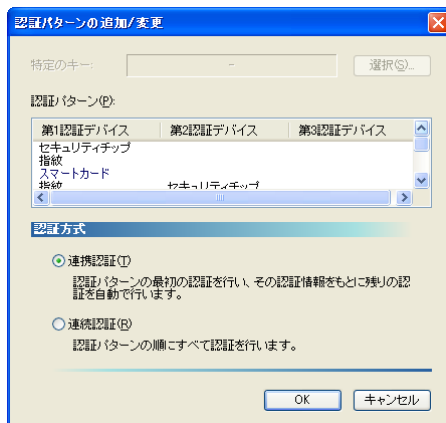 認証パターンの追加/変更
特定のキー: - 選択(S)...
認証パターン(P):
第1認証デバイス 第2認証デバイス 第3認証デバイス
セキュリティチップ
指紋
スマートカード
指紋 セキュリティチップ
認証方式
連携認証(T)
認証パターンの最初の認証を行い、その認証情報をもとに残りの認
証を自動で行います。
連続認証(R)
認証パターンの順にすべて認証を行います。
OK キャンセル